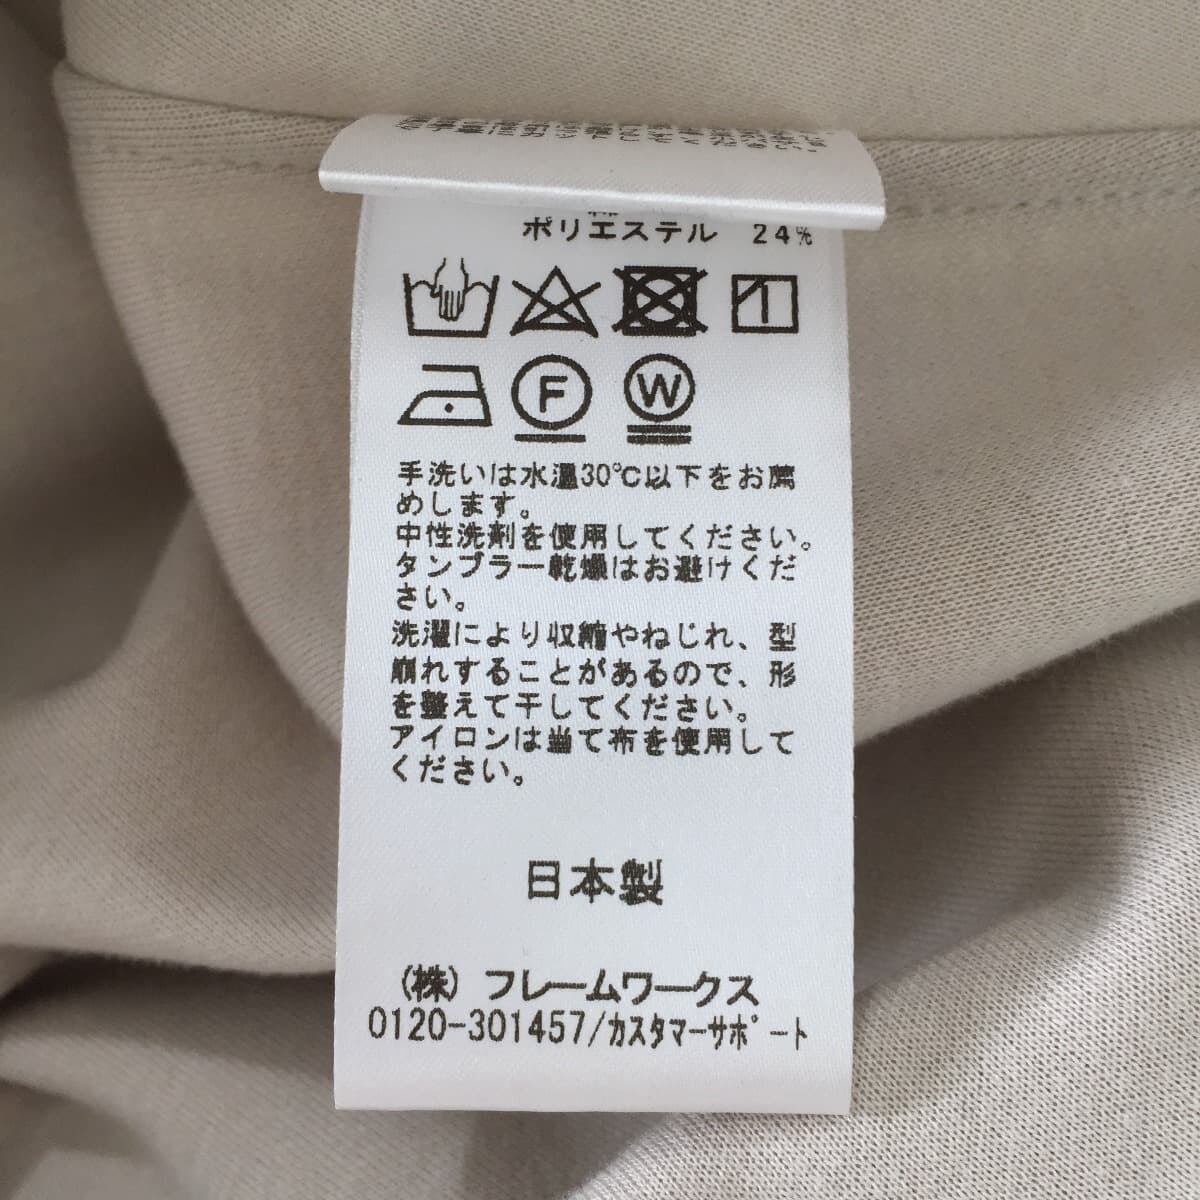 ポリエステル 24%
F
W
手洗いは水温30℃以下をお薦
めします。
中性洗剤を使用してください。
タンブラー乾燥はお避けくだ
さい。
洗濯により収縮やねじれ、型
崩れすることがあるので、形
を整えて干してください。
アイロンは当て布を使用して
ください。
日本製
(株) フレームワークス
0120-301457/カスタマーサポート